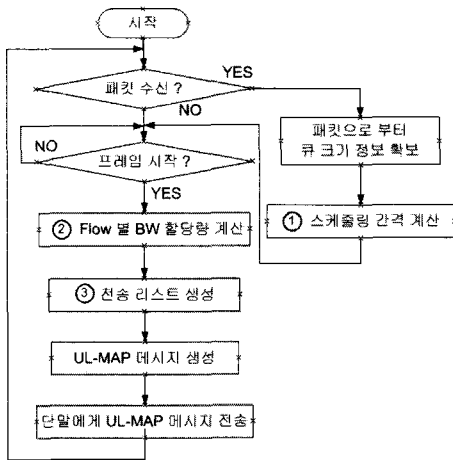 시작
패킷 수신 ?
YES
NO
패킷으로 부터
큐 크기 정보 확보
NO
프레임 시작 ?
YES
① 스케줄링 간격 계산
② Flow 별 BW 할당량 계산
③ 전송 리스트 생성
UL-MAP 메시지 생성
단말에게 UL-MAP 메시지 전송